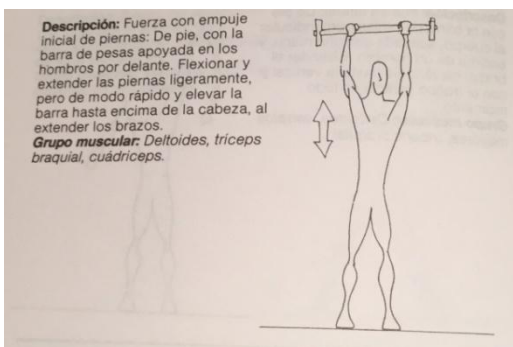 Descripción: Fuerza con empuje
inicial de piernas: De pie, con la
barra de pesas apoyada en los
hombros por delante. Flexionar y
extender las piernas ligeramente,
pero de modo rápido y elevar la
barra hasta encima de la cabeza, al
extender los brazos.
Grupo muscular: Deltoides, tríceps
braquial, cuádriceps.